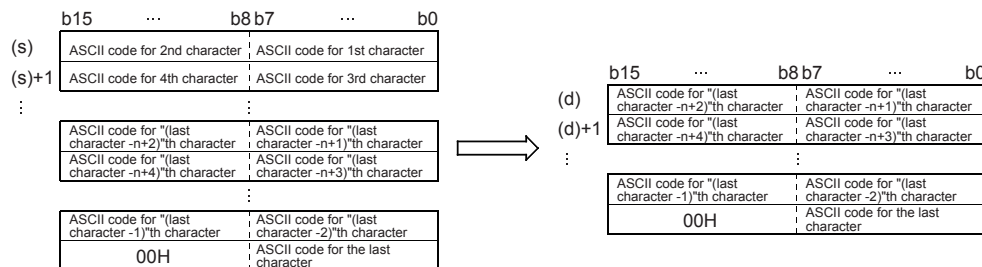 b15 ... b8 b7 b0
(s) ASCII code for 2nd character ASCII code for 1st character
(s)+1 ASCII code for 4th character ASCII code for 3rd character
⋮
⋮
ASCII code for "(last character -n+2)"th character
ASCII code for "(last character -n+1)"th character
ASCII code for "(last character -n+4)"th character
ASCII code for "(last character -n+3)"th character
⋮
ASCII code for "(last character -1)"th character
ASCII code for "(last character -2)"th character
00H
ASCII code for the last character
b15 ... b8 b7 b0
(d)
ASCII code for "(last character -n+2)"th character
ASCII code for "(last character -n+1)"th character
(d)+1
ASCII code for "(last character -n+4)"th character
ASCII code for "(last character -n+3)"th character
⋮
⋮
ASCII code for "(last character -1)"th character
ASCII code for "(last character -2)"th character
00H
ASCII code for the last character